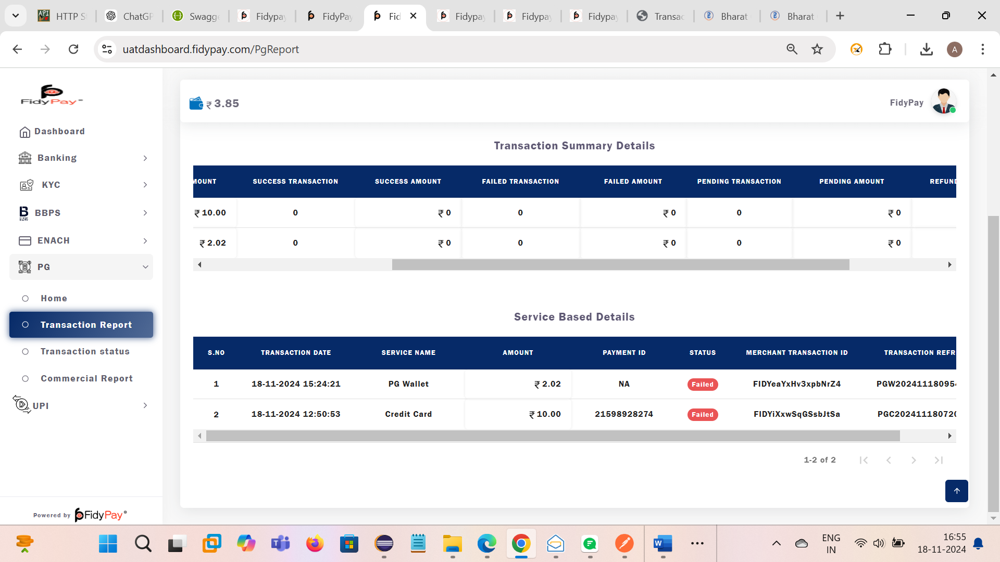 HTTP S
ChatGP
Swagge
Fidypay
FidyPay
Fid
Fidypay
Fidypay
Fidypay
Transac
Bharat
Bharat
uatdashboard.fidypay.com/PgReport
A
FidyPay
₹ 3.85
FidyPay
Dashboard
Banking
KYC
BBPS
ENACH
PG
Home
Transaction Report
Transaction status
Commercial Report
UPI
Powered by FidyPay
Transaction Summary Details
MOUNT SUCCESS TRANSACTION SUCCESS AMOUNT FAILED TRANSACTION FAILED AMOUNT PENDING TRANSACTION PENDING AMOUNT REFUND
₹ 10.00 0 ₹ 0 0 ₹ 0 0 ₹ 0
₹ 2.02 0 ₹ 0 0 ₹ 0 0 ₹ 0
Service Based Details
S.NO TRANSACTION DATE SERVICE NAME AMOUNT PAYMENT ID STATUS MERCHANT TRANSACTION ID TRANSACTION REFR
1 18-11-2024 15:24:21 PG Wallet ₹ 2.02 NA Failed FIDYeaYxHv3xpbNrZ4 PGW202411180954
2 18-11-2024 12:50:53 Credit Card ₹ 10.00 21598928274 Failed FIDYiXxwSqGSsbJtSa PGC202411180720
1-2 of 2
ENG
IN
16:55
18-11-2024